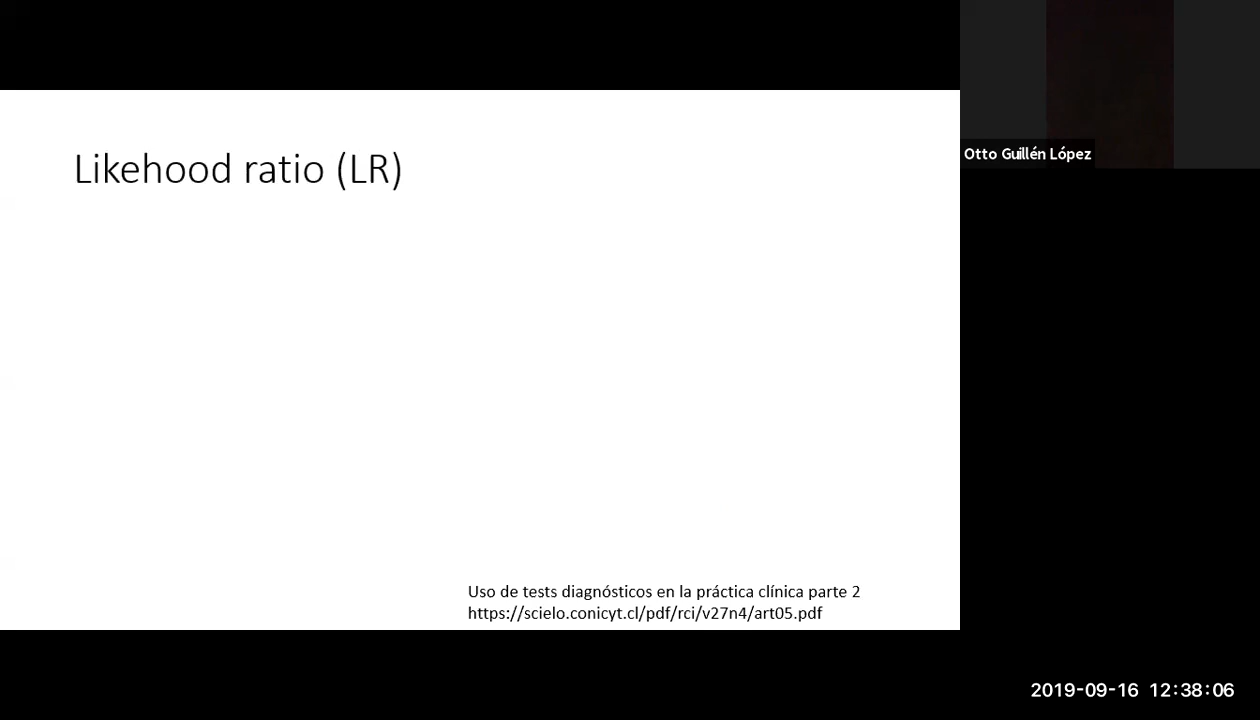 Likehood ratio (LR)
Otto Guillén López
Uso de tests diagnósticos en la práctica clínica parte 2
https://scielo.conicyt.cl/pdf/rci/v27n4/art05.pdf
2019-09-16 12:38:06